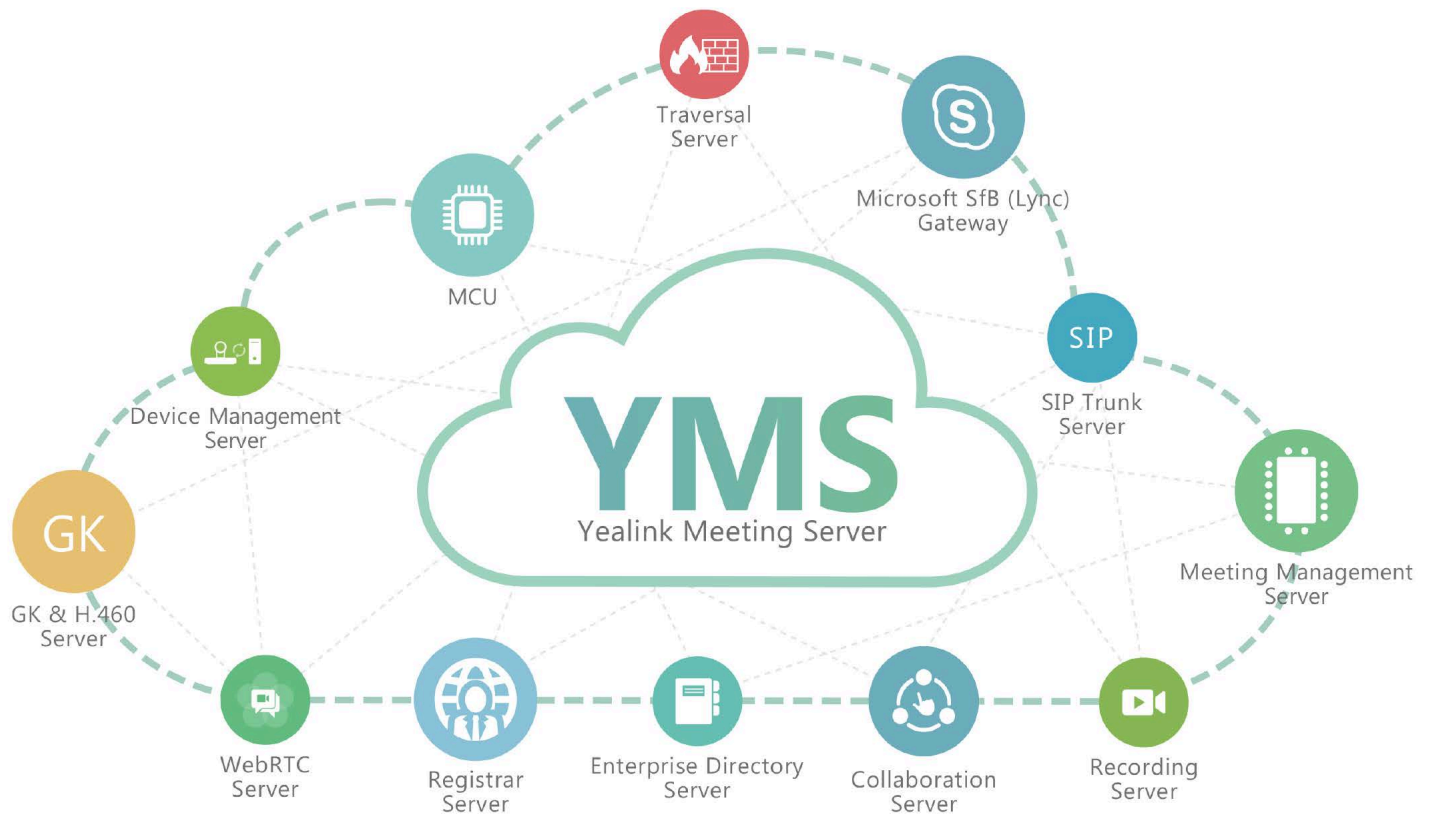 Traversal
Server
S
Microsoft SfB (Lync)
Gateway
MCU
SIP
SIP Trunk
Server
Device Management
Server
YMS
Yealink Meeting Server
GK
GK & H.460
Server
Meeting Management
Server
WebRTC
Server
Registrar
Server
Enterprise Directory
Server
Collaboration
Server
Recording
Server